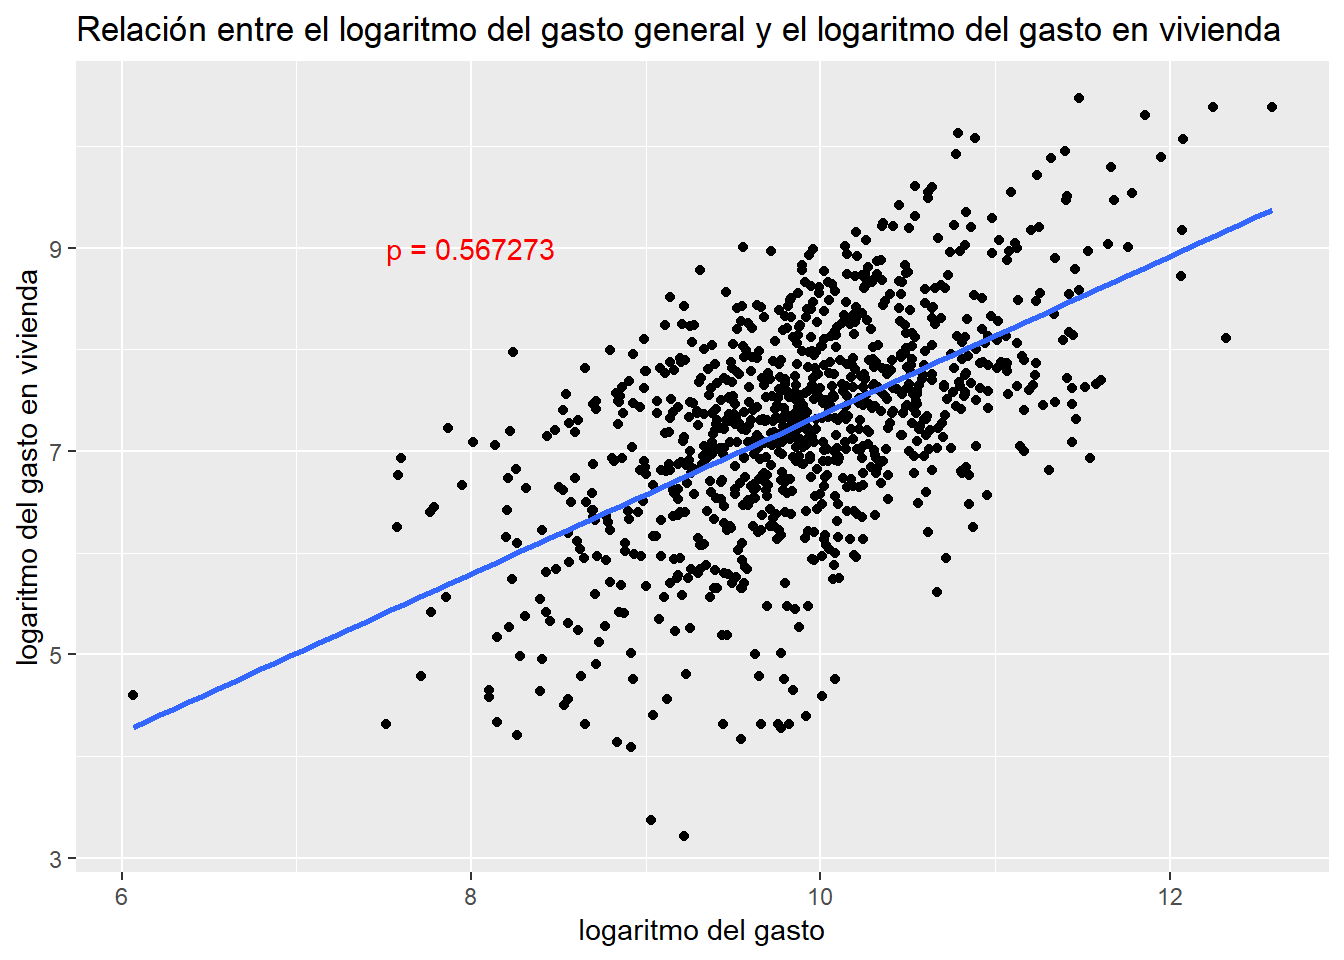 Relación entre el logaritmo del gasto general y el logaritmo del gasto en vivienda
p = 0.567273
logaritmo del gasto en vivienda
9
7
5
3
6
8
10
12
logaritmo del gasto